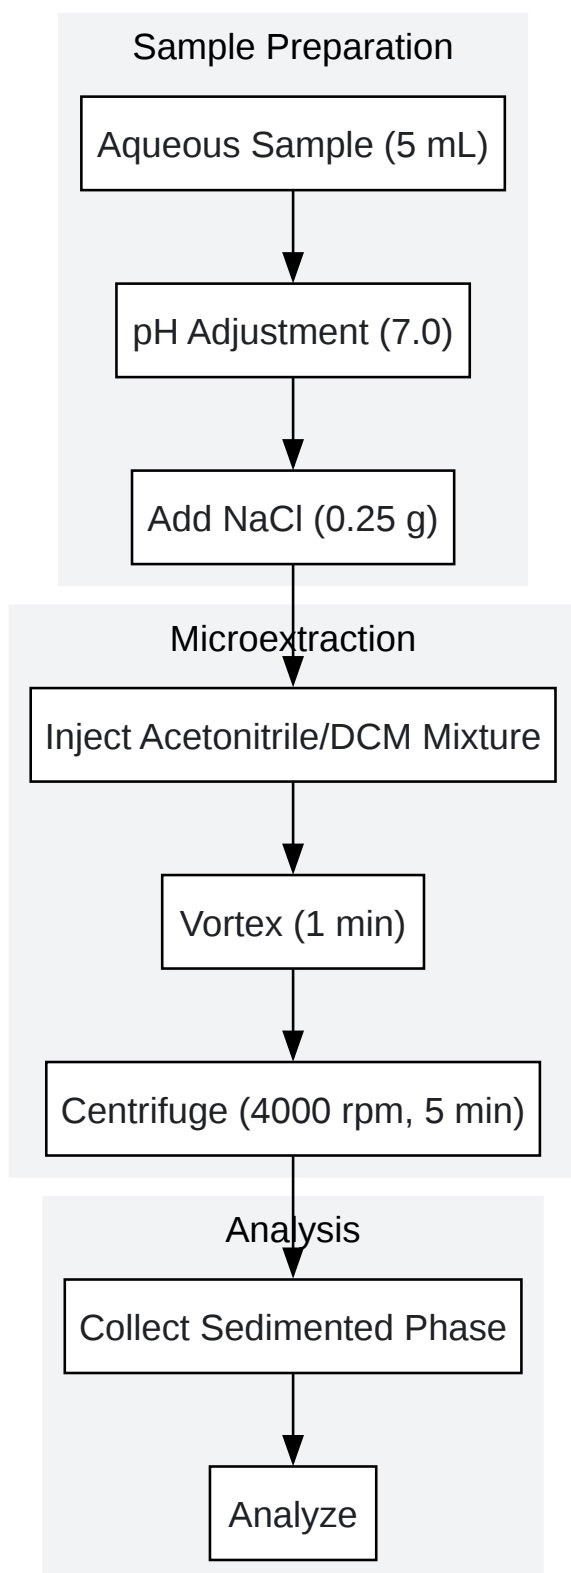 Sample Preparation
Aqueous Sample (5 mL)
pH Adjustment (7.0)
Add NaCl (0.25 g)
Microextraction
Inject Acetonitrile/DCM Mixture
Vortex (1 min)
Centrifuge (4000 rpm, 5 min)
Analysis
Collect Sedimented Phase
Analyze